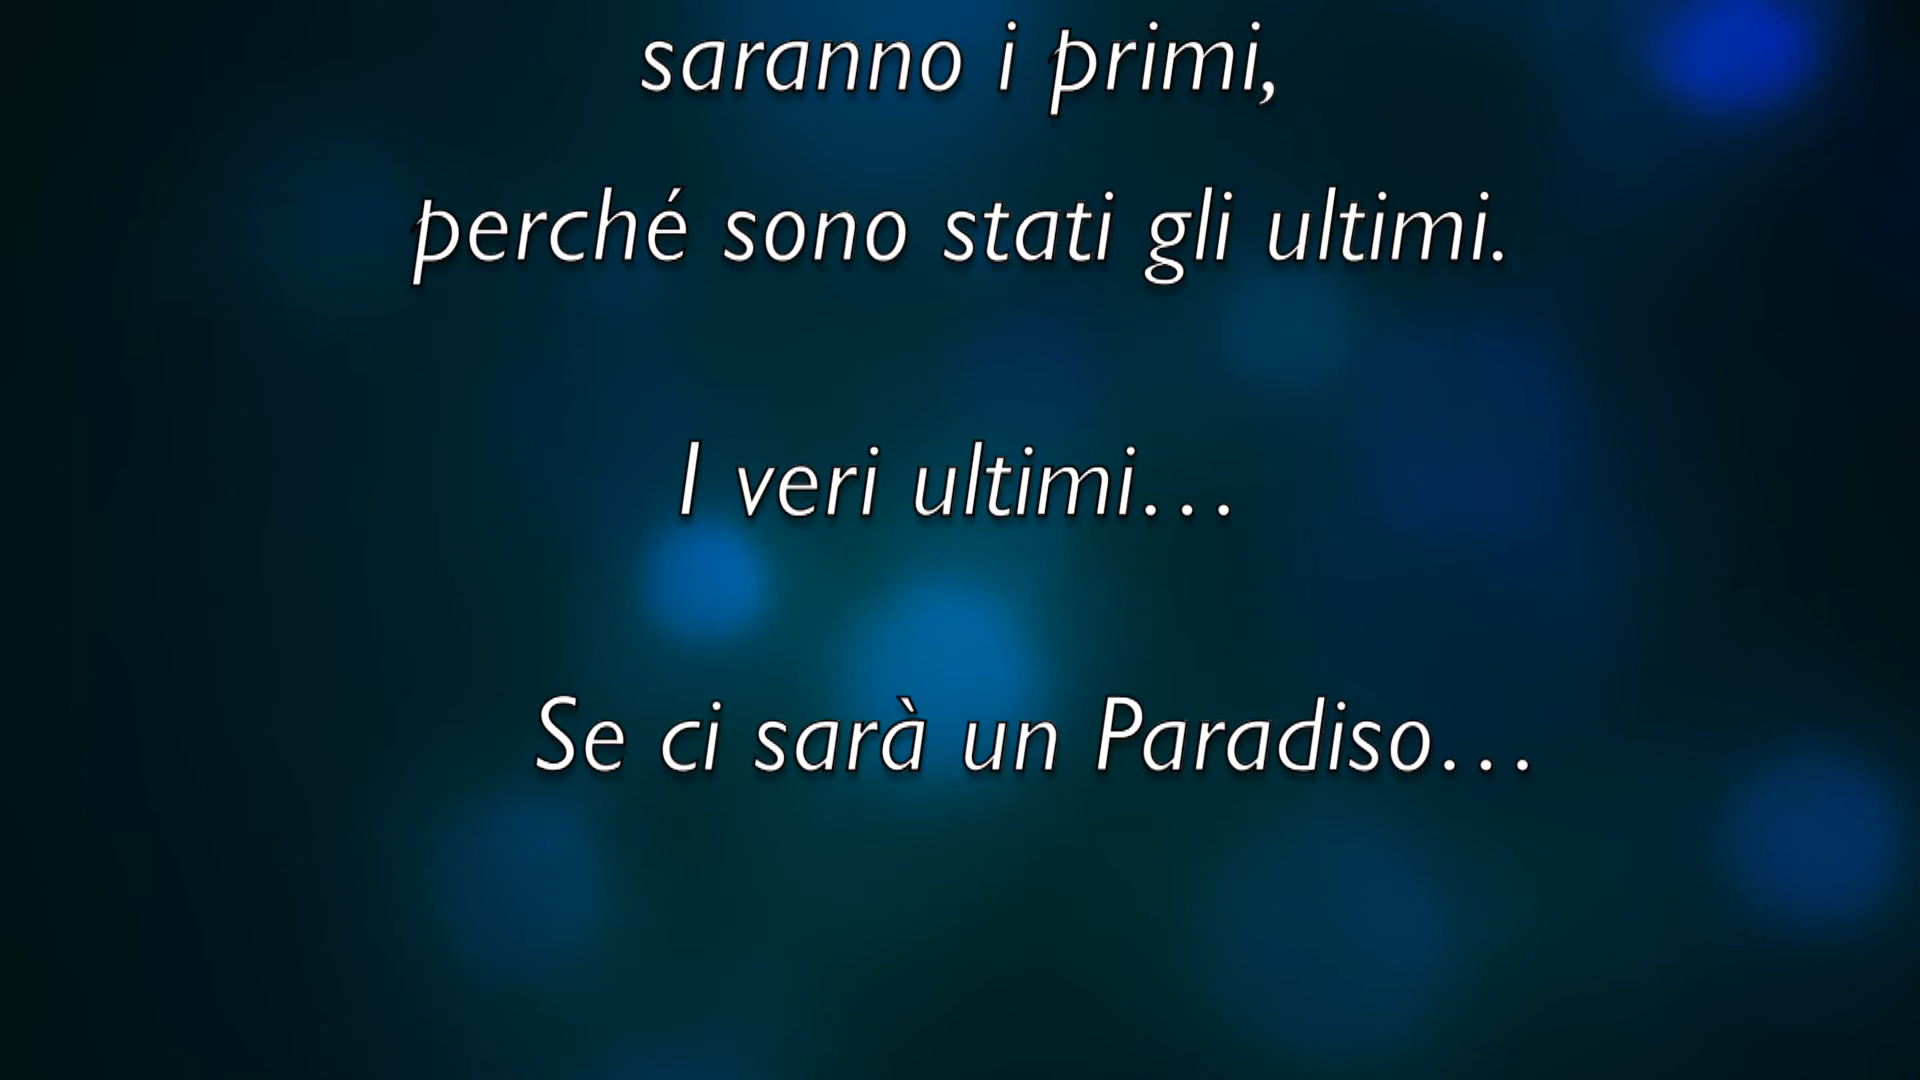 saranno i primi,
perché sono stati gli ultimi.
I veri ultimi…
Se ci sarà un Paradiso…